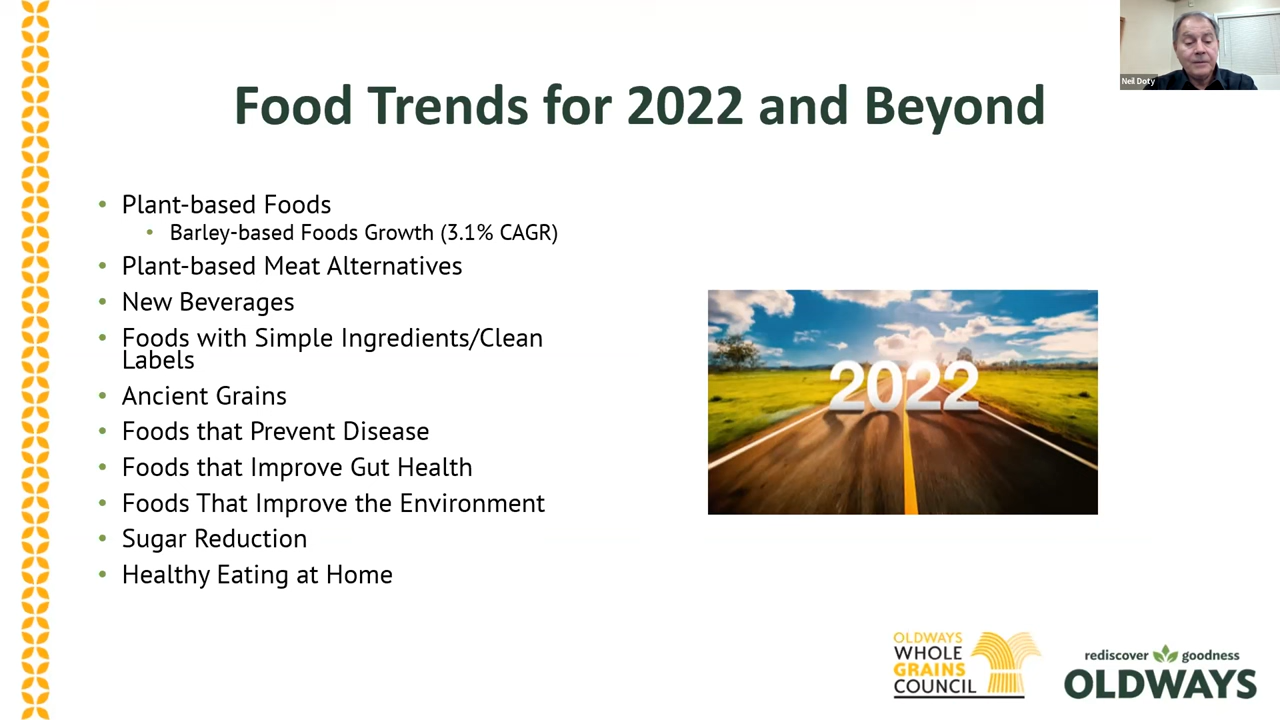 Neil Doty
Food Trends for 2022 and Beyond
• Plant-based Foods
• Barley-based Foods Growth (3.1% CAGR)
• Plant-based Meat Alternatives
• New Beverages
• Foods with Simple Ingredients/Clean
Labels
• Ancient Grains
• Foods that Prevent Disease
• Foods that Improve Gut Health
• Foods That Improve the Environment
• Sugar Reduction
• Healthy Eating at Home
2022
OLDWAYS
WHOLE
GRAINS
COUNCIL
rediscover goodness
OLDWAYS